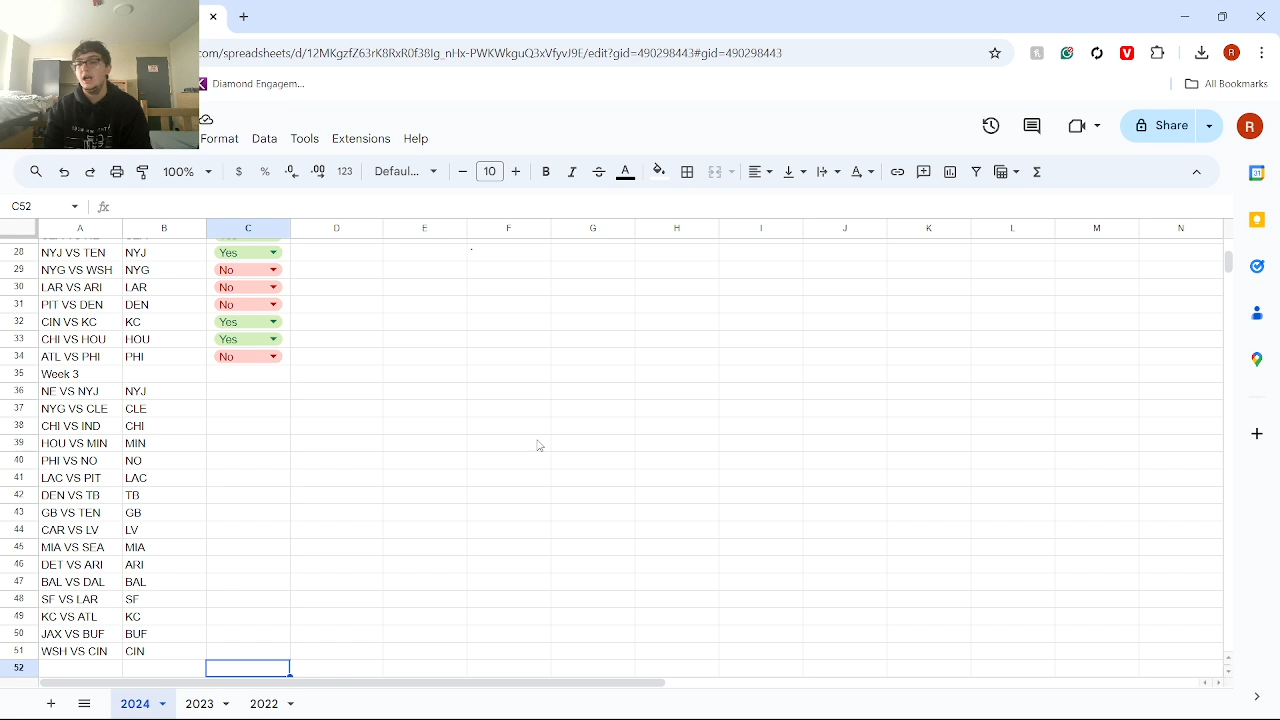 com/spreadsheets/d/12MKqzfZ63rK8RxR0f38Ig_nHx-PWKWkgpQ3xVfyvJ9E/edit?gid=490298443#gid=490298443
Diamond Engagem...
All Bookmarks
Format Data Tools Extensions Help
Share
R
100% $ % .0 .00 123 Defaul... 10 B I S A
C52 fx
A B C D E F G H I J K L M N
28 NYJ VS TEN NYJ Yes
29 NYG VS WSH NYG No
30 LAR VS ARI LAR No
31 PIT VS DEN DEN No
32 CIN VS KC KC Yes
33 CHI VS HOU HOU Yes
34 ATL VS PHI PHI No
35 Week 3
36 NE VS NYJ NYJ
37 NYG VS CLE CLE
38 CHI VS IND CHI
39 HOU VS MIN MIN
40 PHI VS NO NO
41 LAC VS PIT LAC
42 DEN VS TB TB
43 GB VS TEN GB
44 CAR VS LV LV
45 MIA VS SEA MIA
46 DET VS ARI ARI
47 BAL VS DAL BAL
48 SF VS LAR SF
49 KC VS ATL KC
50 JAX VS BUF BUF
51 WSH VS CIN CIN
52
2024 2023 2022